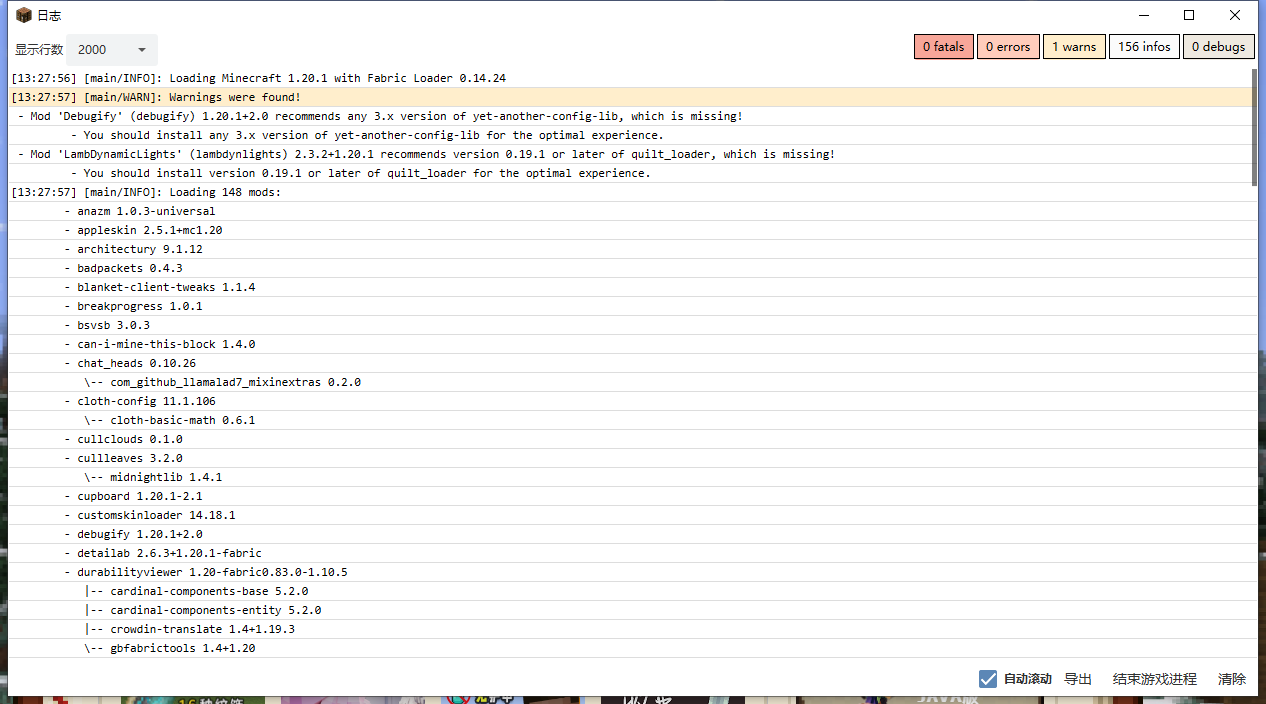 日志
显示行数 2000 0 fatals 0 errors 1 warns 156 infos 0 debugs
[13:27:56] [main/INFO]: Loading Minecraft 1.20.1 with Fabric Loader 0.14.24
[13:27:57] [main/WARN]: Warnings were found!
- Mod 'Debugify' (debugify) 1.20.1+2.0 recommends any 3.x version of yet-another-config-lib, which is missing!
- You should install any 3.x version of yet-another-config-lib for the optimal experience.
- Mod 'LambDynamicLights' (lambdynlights) 2.3.2+1.20.1 recommends version 0.19.1 or later of quilt_loader, which is missing!
- You should install version 0.19.1 or later of quilt_loader for the optimal experience.
[13:27:57] [main/INFO]: Loading 148 mods:
- anazm 1.0.3-universal
- appleskin 2.5.1+mc1.20
- architectury 9.1.12
- badpackets 0.4.3
- blanket-client-tweaks 1.1.4
- breakprogress 1.0.1
- bsvsb 3.0.3
- can-i-mine-this-block 1.4.0
- chat_heads 0.10.26
\-- com_github_llamalad7_mixinextras 0.2.0
- cloth-config 11.1.106
\-- cloth-basic-math 0.6.1
- cullclouds 0.1.0
- cullleaves 3.2.0
\-- midnightlib 1.4.1
- cupboard 1.20.1-2.1
- customskinloader 14.18.1
- debugify 1.20.1+2.0
- detailab 2.6.3+1.20.1-fabric
- durabilityviewer 1.20-fabric0.83.0-1.10.5
|-- cardinal-components-base 5.2.0
|-- cardinal-components-entity 5.2.0
|-- crowdin-translate 1.4+1.19.3
\-- gbfabrictools 1.4+1.20
自动滚动 导出 结束游戏进程 清除